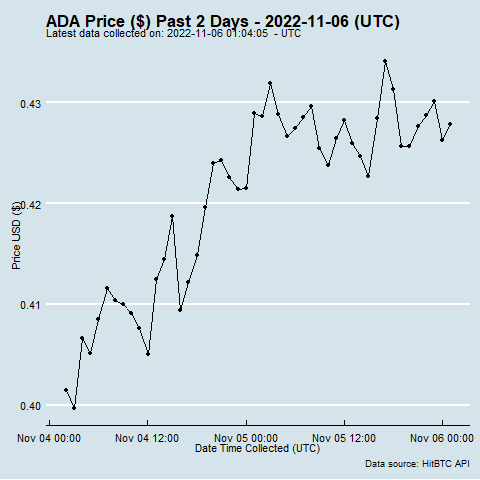 ADA Price ($) Past 2 Days - 2022-11-06 (UTC)
Latest data collected on: 2022-11-06 01:04:05  - UTC
0.43
0.42
0.41
0.40
Price USD ($)
Nov 04 00:00
Nov 04 12:00
Nov 05 00:00
Nov 05 12:00
Nov 06 00:00
Date Time Collected (UTC)
Data source: HitBTC API